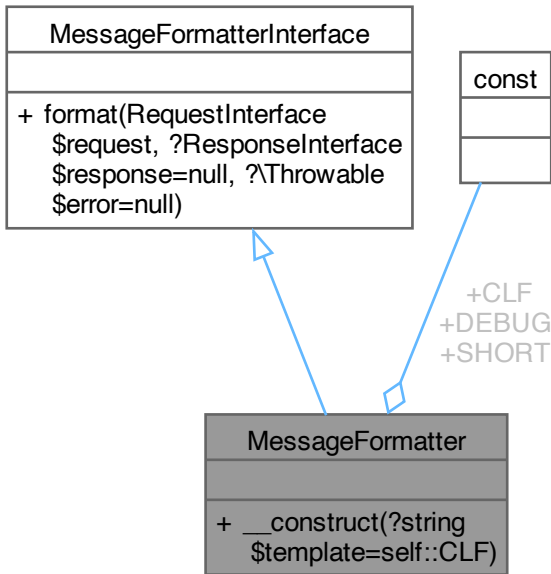 MessageFormatterInterface
+ format(RequestInterface
$request, ?ResponseInterface
$response=null, ?\Throwable
$error=null)
const
+CLF
+DEBUG
+SHORT
MessageFormatter
+ __construct(?string
$template=self::CLF)